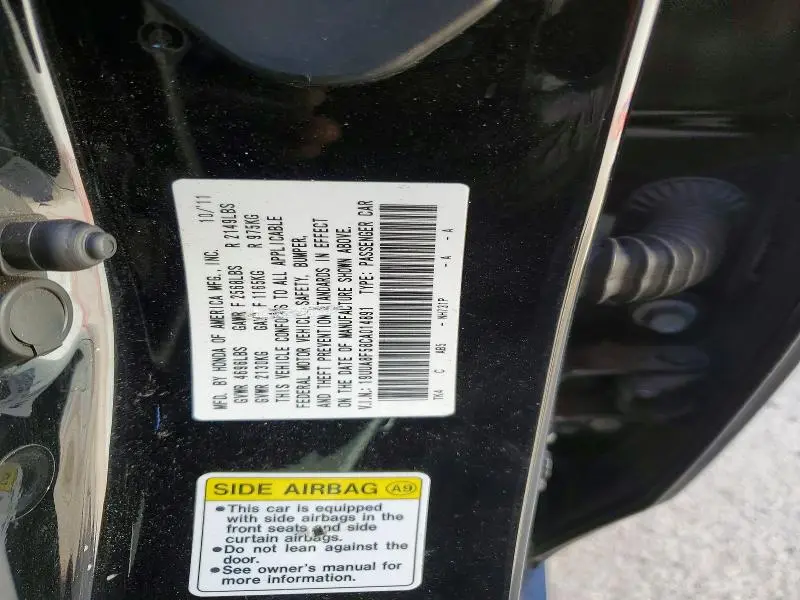 MFD. BY HONDA OF AMERICA MFG., INC. 10/'11
GVWR 4696LBS GAWR F 2568LBS R 2149LBS
GVWR 2130KG GAWR F 1165KG R 975KG
THIS VEHICLE CONFORMS TO ALL APPLICABLE
FEDERAL MOTOR VEHICLE SAFETY, BUMPER,
AND THEFT PREVENTION STANDARDS IN EFFECT
ON THE DATE OF MANUFACTURE SHOWN ABOVE.
V.I.N.: 19UUA8F58CA014691 TYPE: PASSENGER CAR
TK4 C AB5 - NH731P - A - A
SIDE AIRBAG A9
•This car is equipped
with side airbags in the
front seats and side
curtain airbags.
•Do not lean against the
door.
•See owner's manual for
more information.